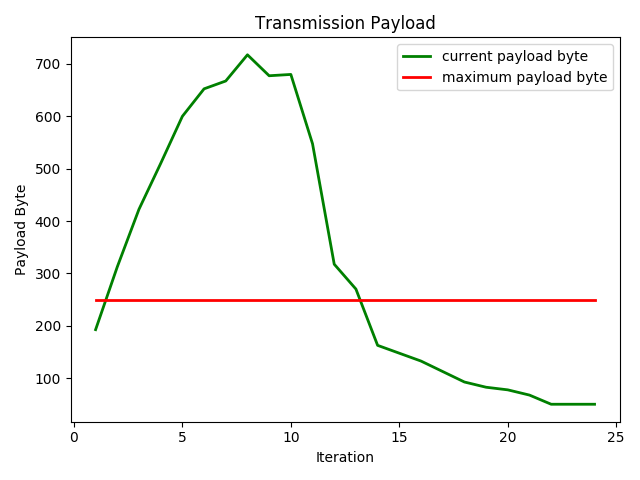 Transmission Payload
current payload byte
maximum payload byte
Payload Byte
700
600
500
400
300
200
100
0
5
10
15
20
25
Iteration